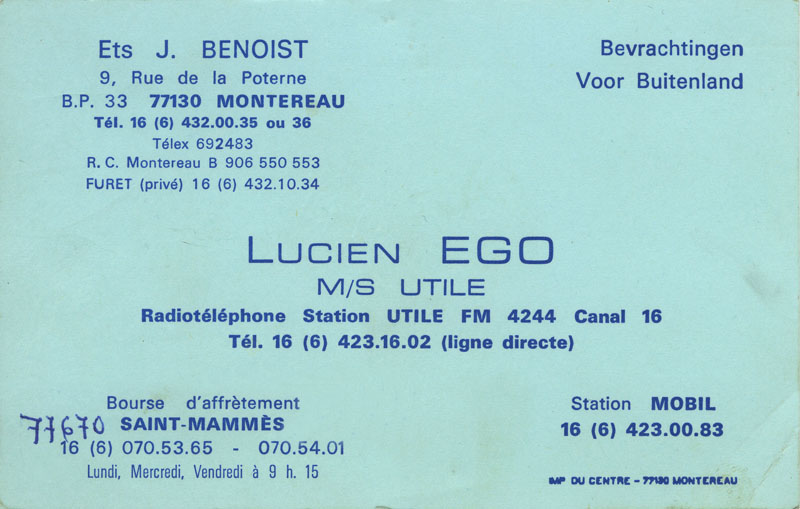 Ets J. BENOIST
9, Rue de la Poterne
B.P. 33 77130 MONTEREAU
Tél. 16 (6) 432.00.35 ou 36
Télex 692483
R. C. Montereau B 906 550 553
FURET (privé) 16 (6) 432.10.34
Bevrachtingen
Voor Buitenland
LUCIEN EGO
M/S UTILE
Radiotéléphone Station UTILE FM 4244 Canal 16
Tél. 16 (6) 423.16.02 (ligne directe)
Bourse d'affrètement
77670 SAINT-MAMMÈS
16 (6) 070.53.65 - 070.54.01
Lundi, Mercredi, Vendredi à 9 h. 15
Station MOBIL
16 (6) 423.00.83
IMP DU CENTRE - 77130 MONTEREAU